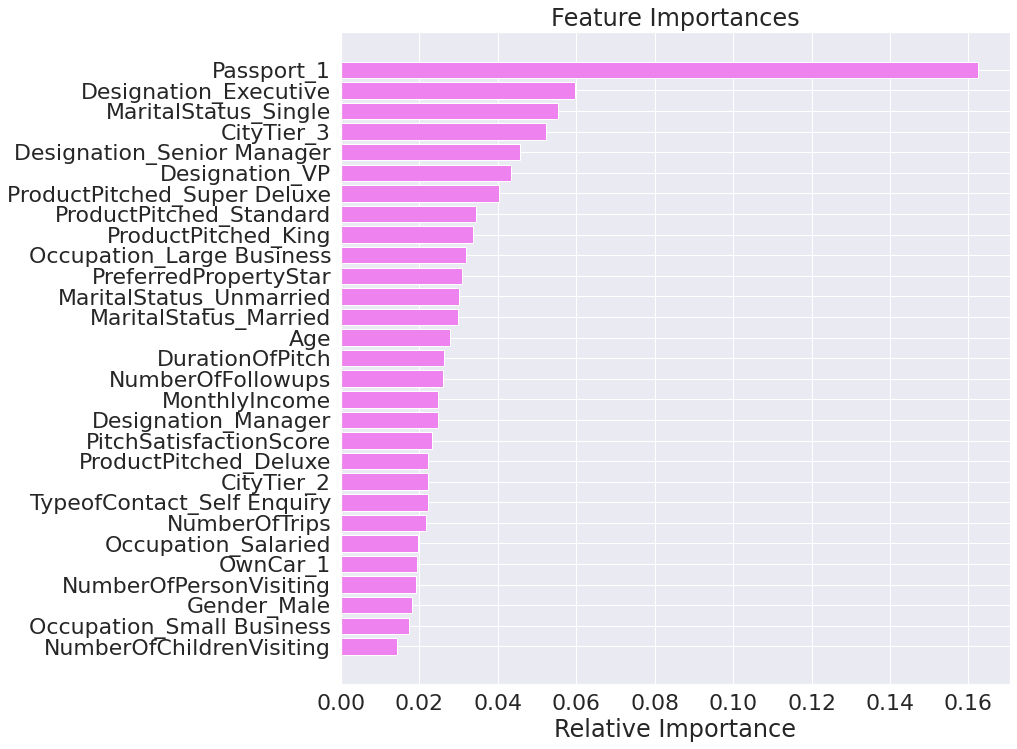 Feature Importances
Passport_1
Designation_Executive
MaritalStatus_Single
CityTier_3
Designation_Senior Manager
Designation_VP
ProductPitched_Super Deluxe
ProductPitched_Standard
ProductPitched_King
Occupation_Large Business
PreferredPropertyStar
MaritalStatus_Unmarried
MaritalStatus_Married
Age
DurationOfPitch
NumberOfFollowups
MonthlyIncome
Designation_Manager
PitchSatisfactionScore
ProductPitched_Deluxe
CityTier_2
TypeofContact_Self Enquiry
NumberOfTrips
Occupation_Salaried
OwnCar_1
NumberOfPersonVisiting
Gender_Male
Occupation_Small Business
NumberOfChildrenVisiting
0.00 0.02 0.04 0.06 0.08 0.10 0.12 0.14 0.16
Relative Importance